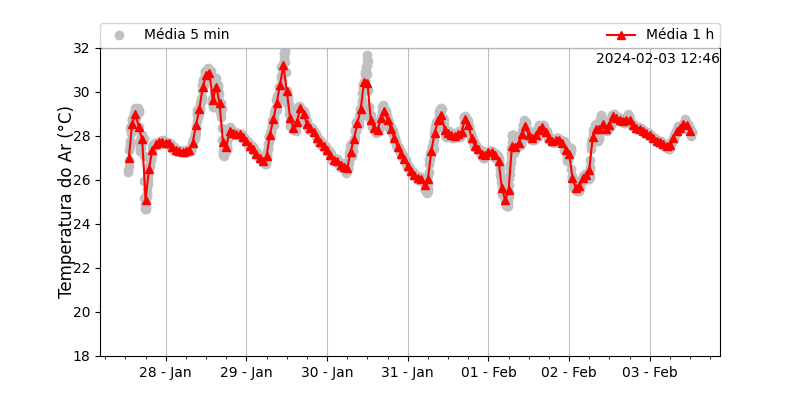 Média 5 min
Média 1 h
2024-02-03 12:46
Temperatura do Ar (°C)
32
30
28
26
24
22
20
18
28 - Jan
29 - Jan
30 - Jan
31 - Jan
01 - Feb
02 - Feb
03 - Feb